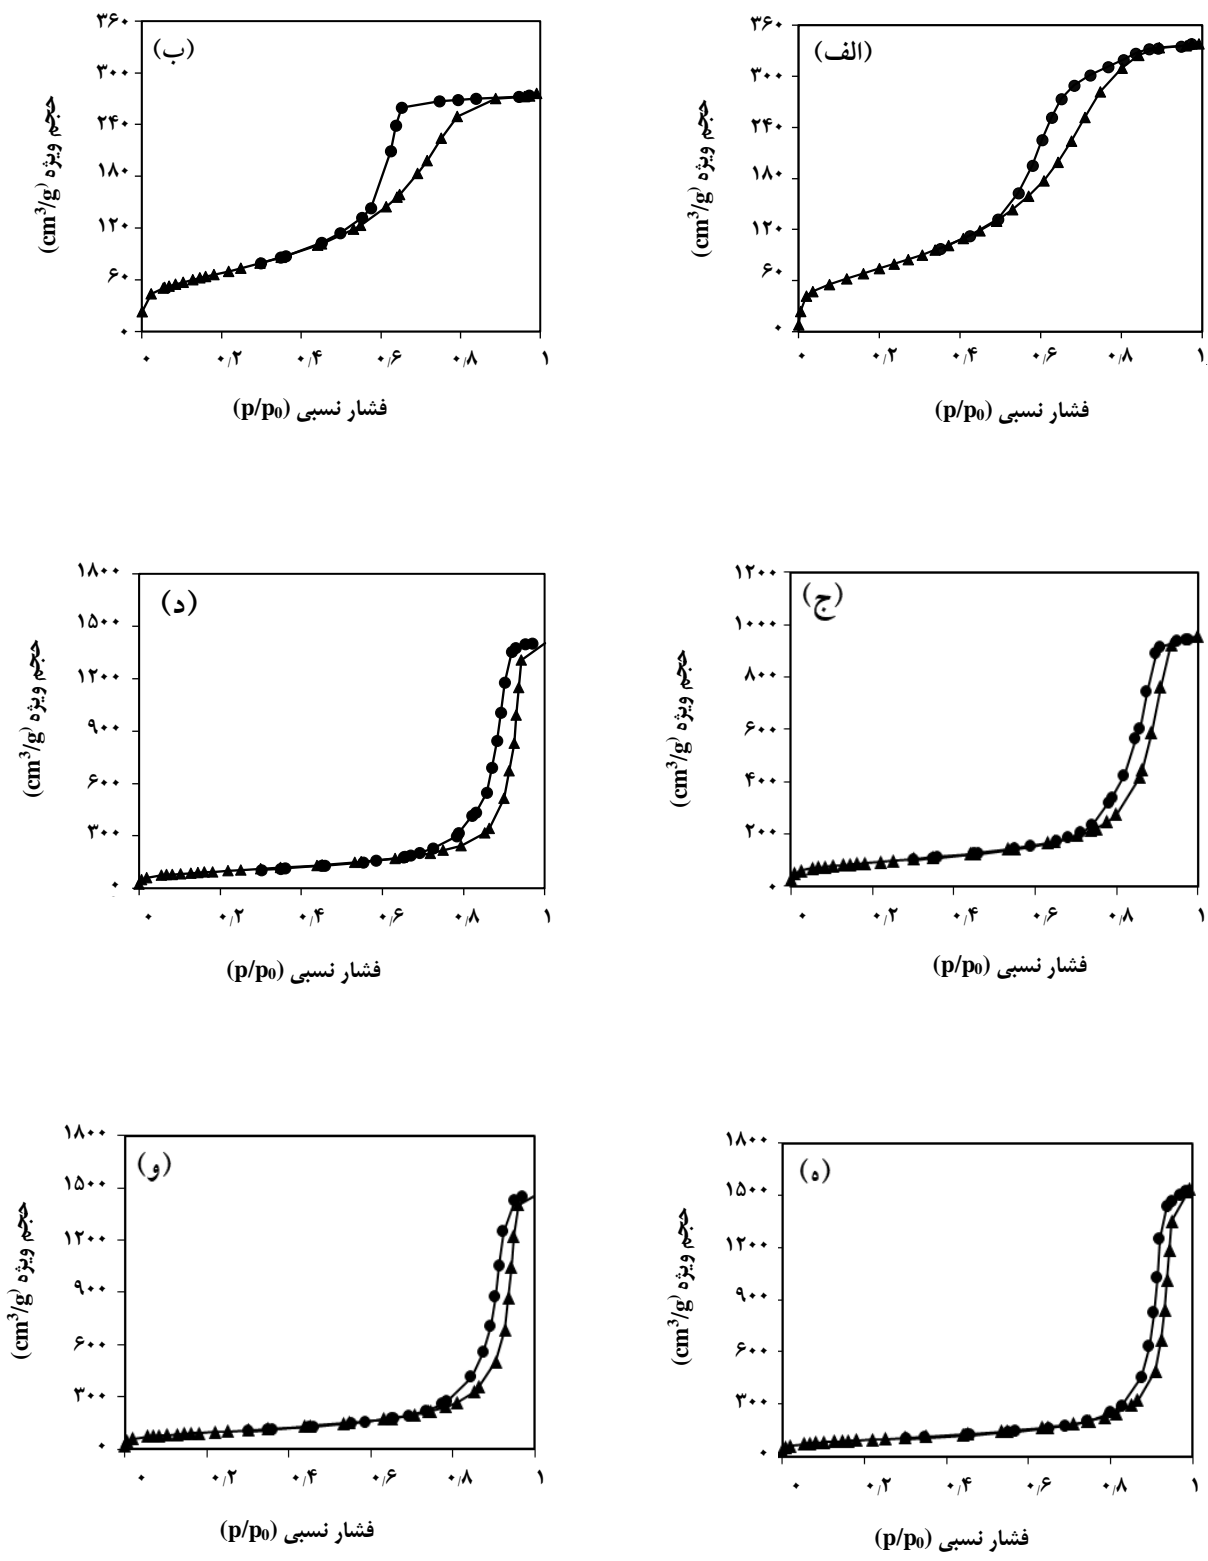 (الف)
۳۶۰
۳۰۰
۲۴۰
۱۸۰
۱۲۰
۶۰
۰
حجم ویژه (cm³/g)
۰ ۰/۲ ۰/۴ ۰/۶ ۰/۸ ۱
فشار نسبی (p/p₀)
(ب)
۳۶۰
۳۰۰
۲۴۰
۱۸۰
۱۲۰
۶۰
۰
حجم ویژه (cm³/g)
۰ ۰/۲ ۰/۴ ۰/۶ ۰/۸ ۱
فشار نسبی (p/p₀)
(ج)
۱۲۰۰
۱۰۰۰
۸۰۰
۶۰۰
۴۰۰
۲۰۰
۰
حجم ویژه (cm³/g)
۰ ۰/۲ ۰/۴ ۰/۶ ۰/۸ ۱
فشار نسبی (p/p₀)
(د)
۱۸۰۰
۱۵۰۰
۱۲۰۰
۹۰۰
۶۰۰
۳۰۰
۰
حجم ویژه (cm³/g)
۰ ۰/۲ ۰/۴ ۰/۶ ۰/۸ ۱
فشار نسبی (p/p₀)
(ه)
۱۸۰۰
۱۵۰۰
۱۲۰۰
۹۰۰
۶۰۰
۳۰۰
۰
حجم ویژه (cm³/g)
۰ ۰/۲ ۰/۴ ۰/۶ ۰/۸ ۱
فشار نسبی (p/p₀)
(و)
۱۸۰۰
۱۵۰۰
۱۲۰۰
۹۰۰
۶۰۰
۳۰۰
۰
حجم ویژه (cm³/g)
۰ ۰/۲ ۰/۴ ۰/۶ ۰/۸ ۱
فشار نسبی (p/p₀)